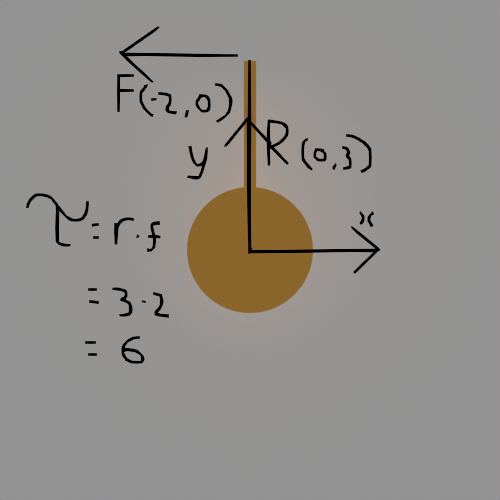 F(-2,0)
y
R(0,3)
x
τ = r.f
= 3.2
= 6